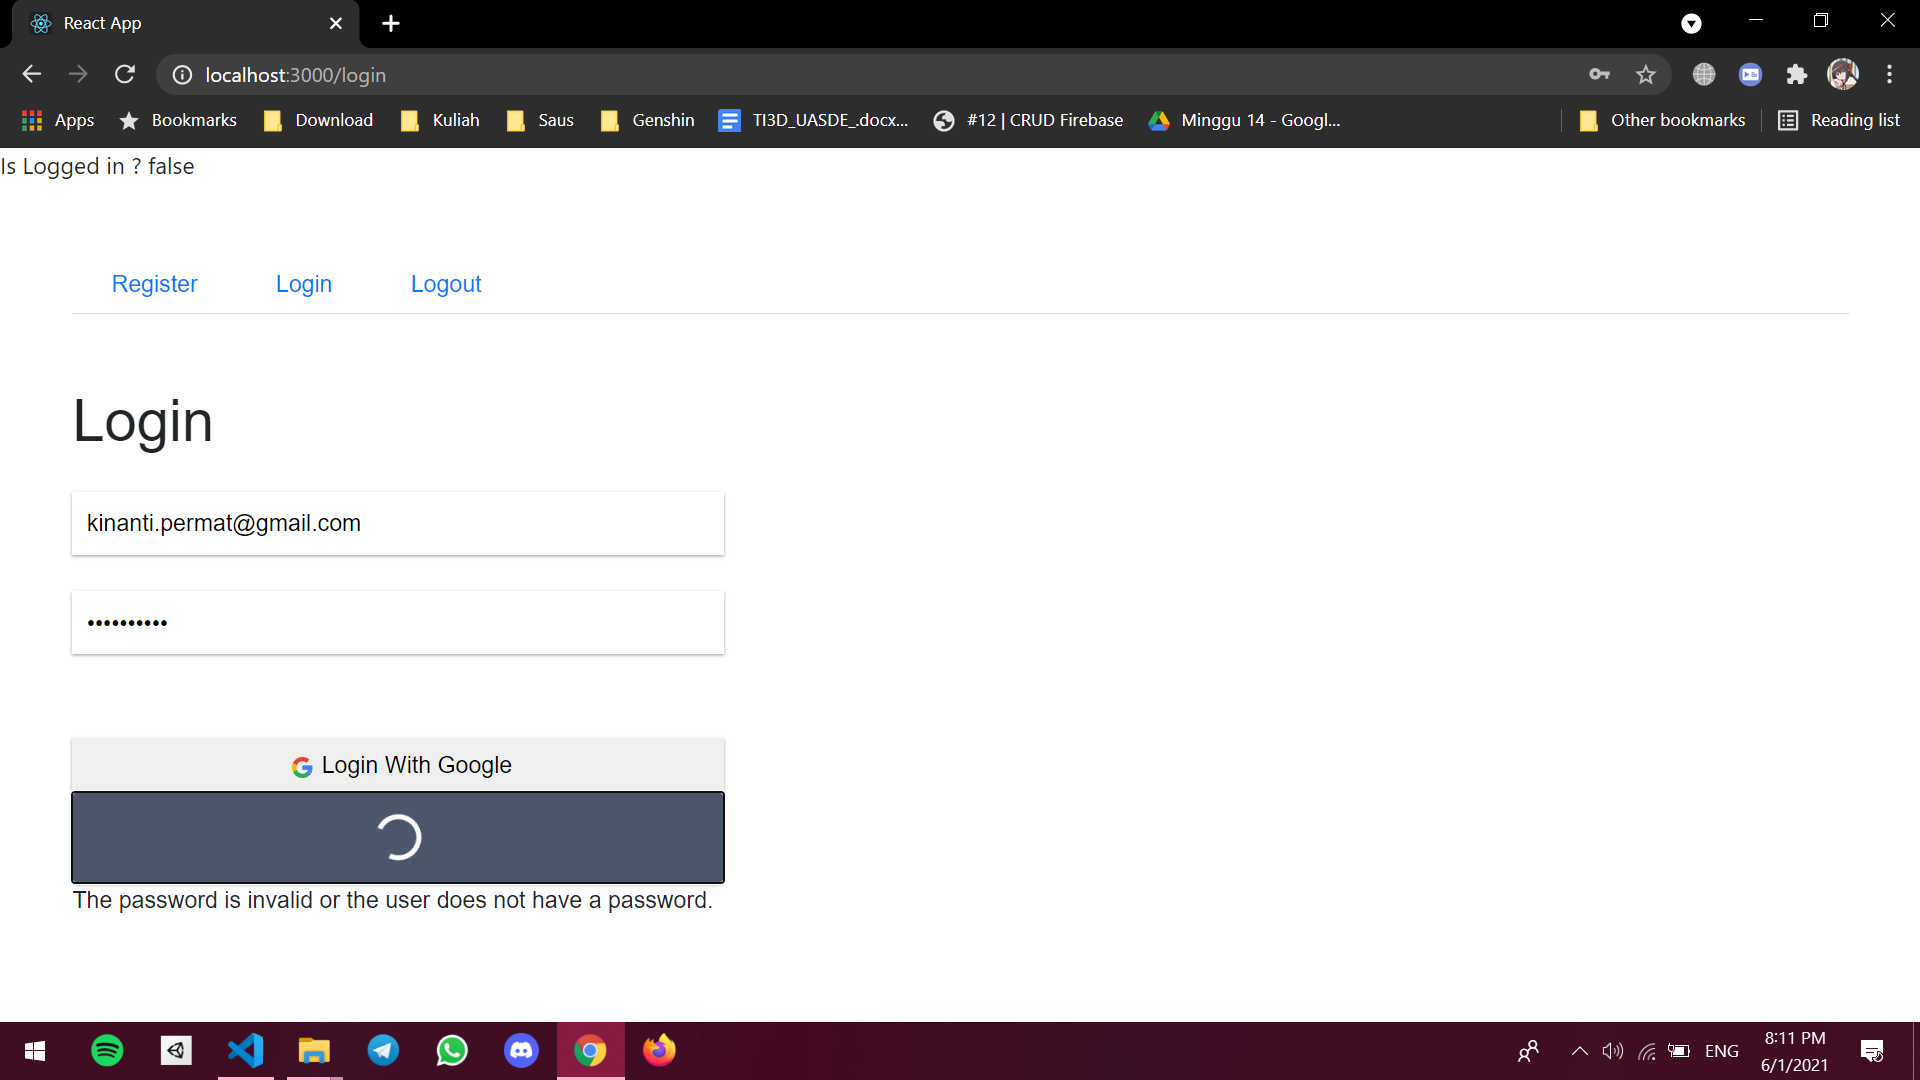 React App
localhost:3000/login
Apps Bookmarks Download Kuliah Saus Genshin TI3D_UASDE_.docx... #12 | CRUD Firebase Minggu 14 - Googl... Other bookmarks Reading list
Is Logged in ? false
Register Login Logout
Login
kinanti.permat@gmail.com
••••••••••
Login With Google
The password is invalid or the user does not have a password.
ENG
8:11 PM
6/1/2021